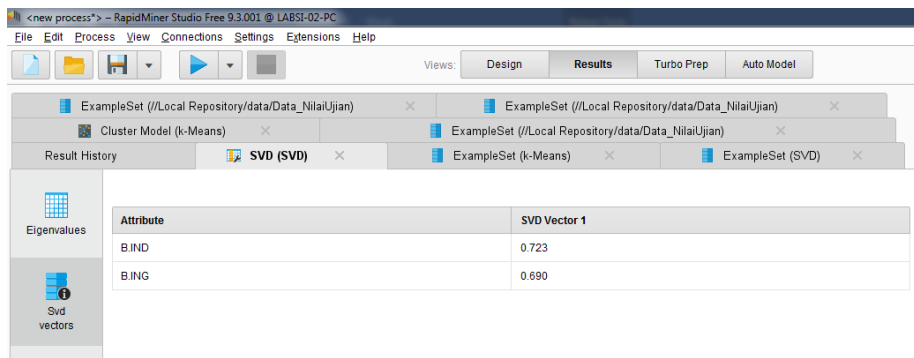 <new process*> – RapidMiner Studio Free 9.3.001 @ LABSI-02-PC
File Edit Process View Connections Settings Extensions Help
Views: Design Results Turbo Prep Auto Model
ExampleSet (//Local Repository/data/Data_NilaiUjian) ExampleSet (//Local Repository/data/Data_NilaiUjian)
Cluster Model (k-Means) ExampleSet (//Local Repository/data/Data_NilaiUjian)
Result History SVD (SVD) ExampleSet (k-Means) ExampleSet (SVD)
Eigenvalues
Svd
vectors
Attribute SVD Vector 1
B.IND 0.723
B.ING 0.690